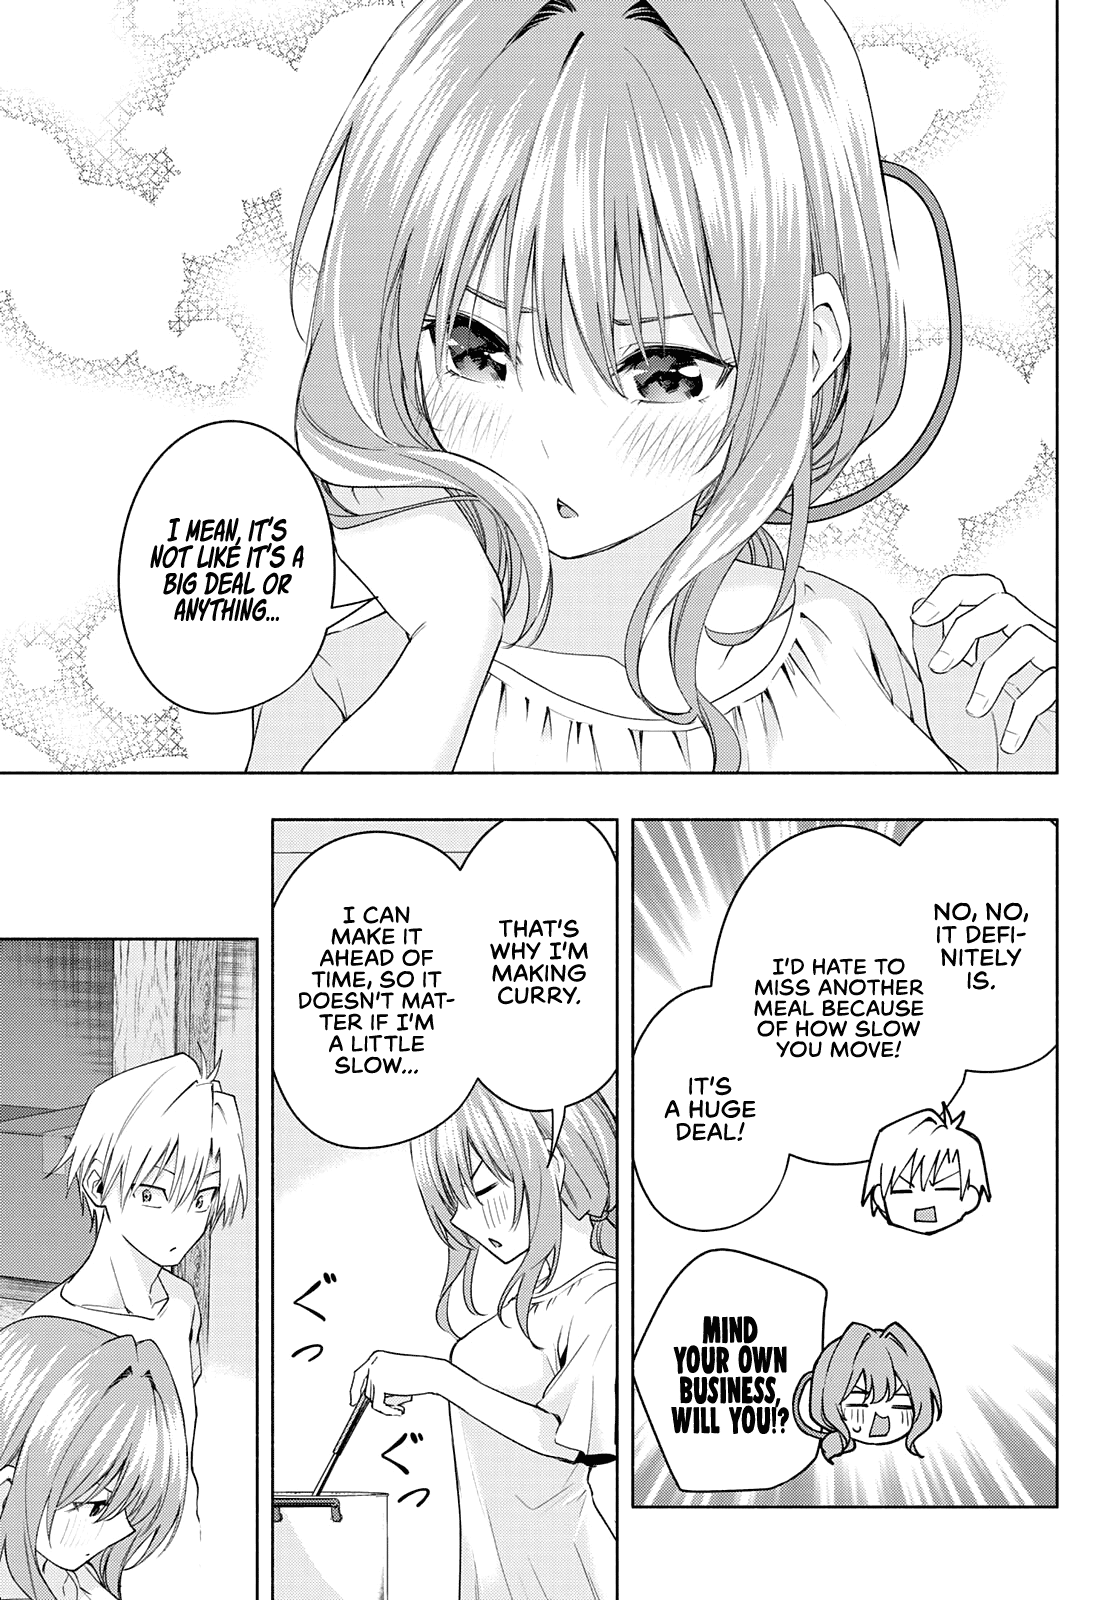 I MEAN, IT'S
NOT LIKE IT'S A
BIG DEAL OR
ANYTHING...
NO, NO,
IT DEFI-
NITELY
IS.
I'D HATE TO
MISS ANOTHER
MEAL BECAUSE
OF HOW SLOW
YOU MOVE!
IT'S
A HUGE
DEAL!
MIND
YOUR OWN
BUSINESS,
WILL YOU!?
THAT'S
WHY I'M
MAKING
CURRY.
I CAN
MAKE IT
AHEAD OF
TIME, SO IT
DOESN'T MAT-
TER IF I'M
A LITTLE
SLOW...
ぐっ
ぐっ